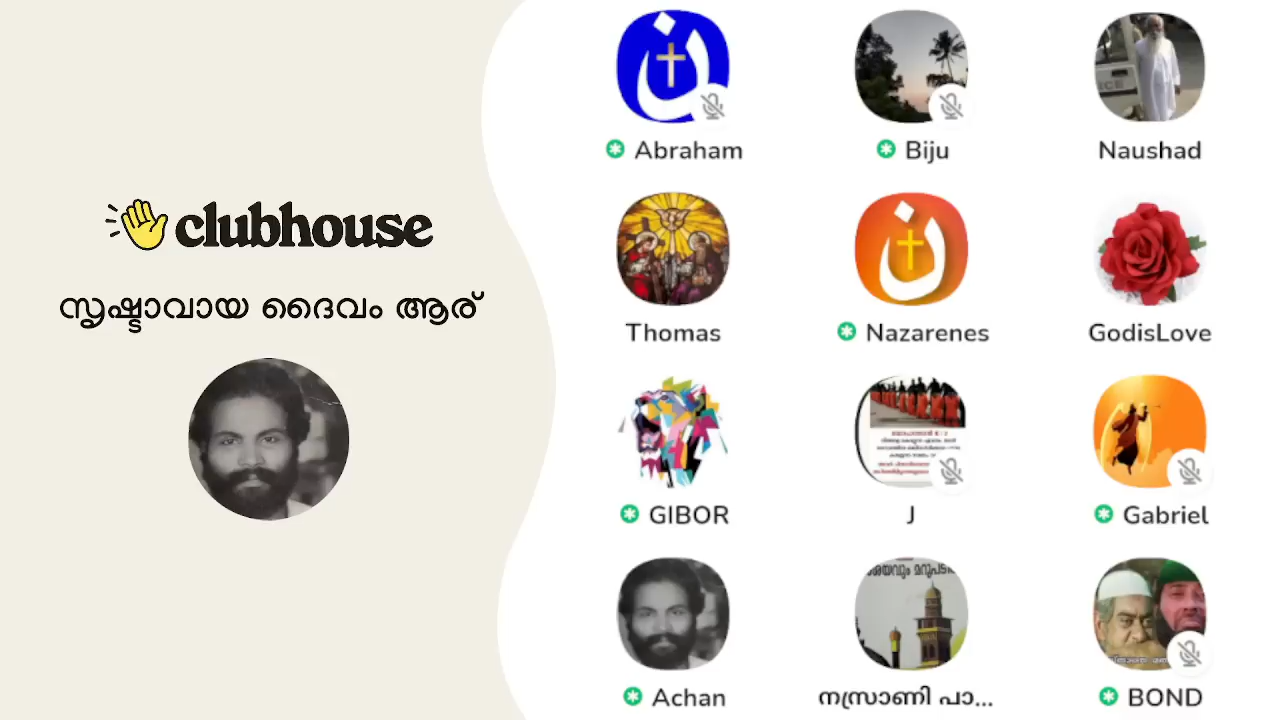 clubhouse
സൃഷ്ടാവായ ദൈവം ആര്
Abraham
Biju
Naushad
Thomas
Nazarenes
GodisLove
GIBOR
J
Gabriel
Achan
നസ്രാണി പാ...
BOND